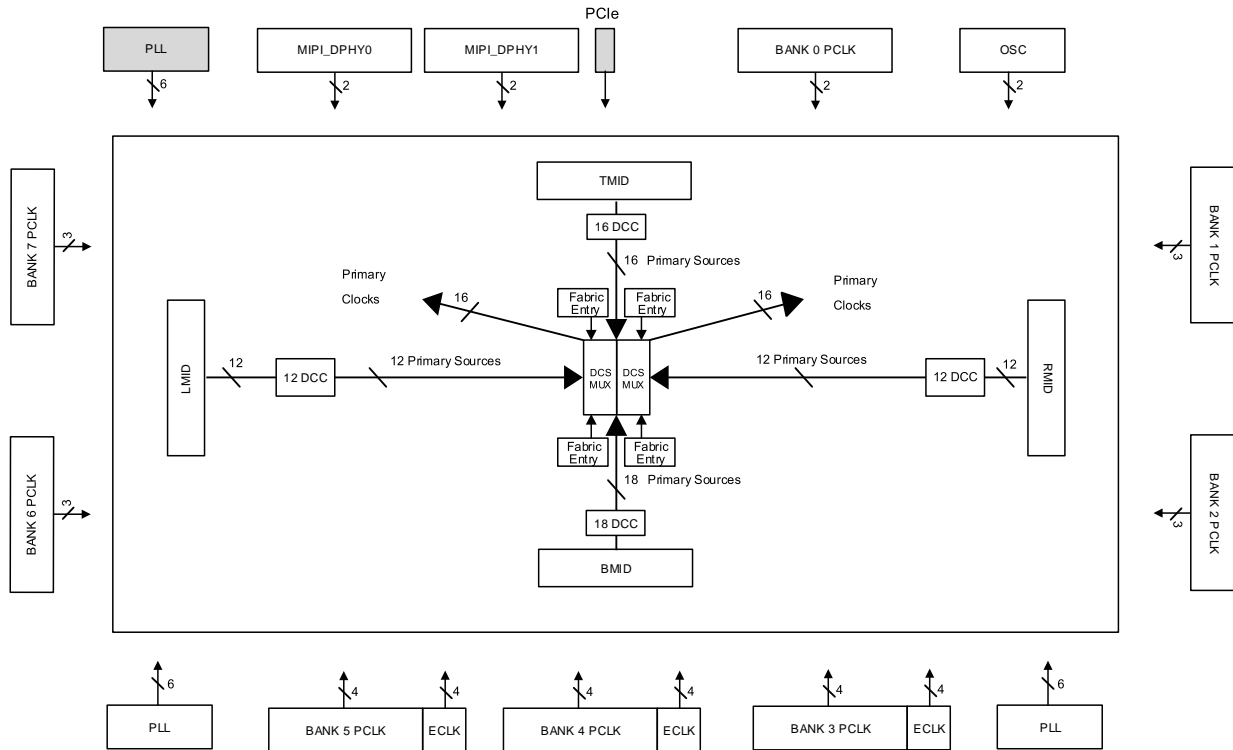 PCIe
PLL
MIPI_DPHY0
MIPI_DPHY1
BANK 0 PCLK
OSC
6
2
2
2
2
BANK 7 PCLK
3
BANK 1 PCLK
3
TMID
16 DCC
16 Primary Sources
Primary
Clocks
16
Fabric
Entry
Fabric
Entry
16
Primary
Clocks
LMID
12
12 DCC
12 Primary Sources
DCS
MUX
DCS
MUX
12 Primary Sources
12 DCC
12
RMID
Fabric
Entry
Fabric
Entry
18 Primary Sources
18 DCC
BMID
BANK 6 PCLK
3
BANK 2 PCLK
3
6
4
4
4
4
4
4
6
PLL
BANK 5 PCLK
ECLK
BANK 4 PCLK
ECLK
BANK 3 PCLK
ECLK
PLL